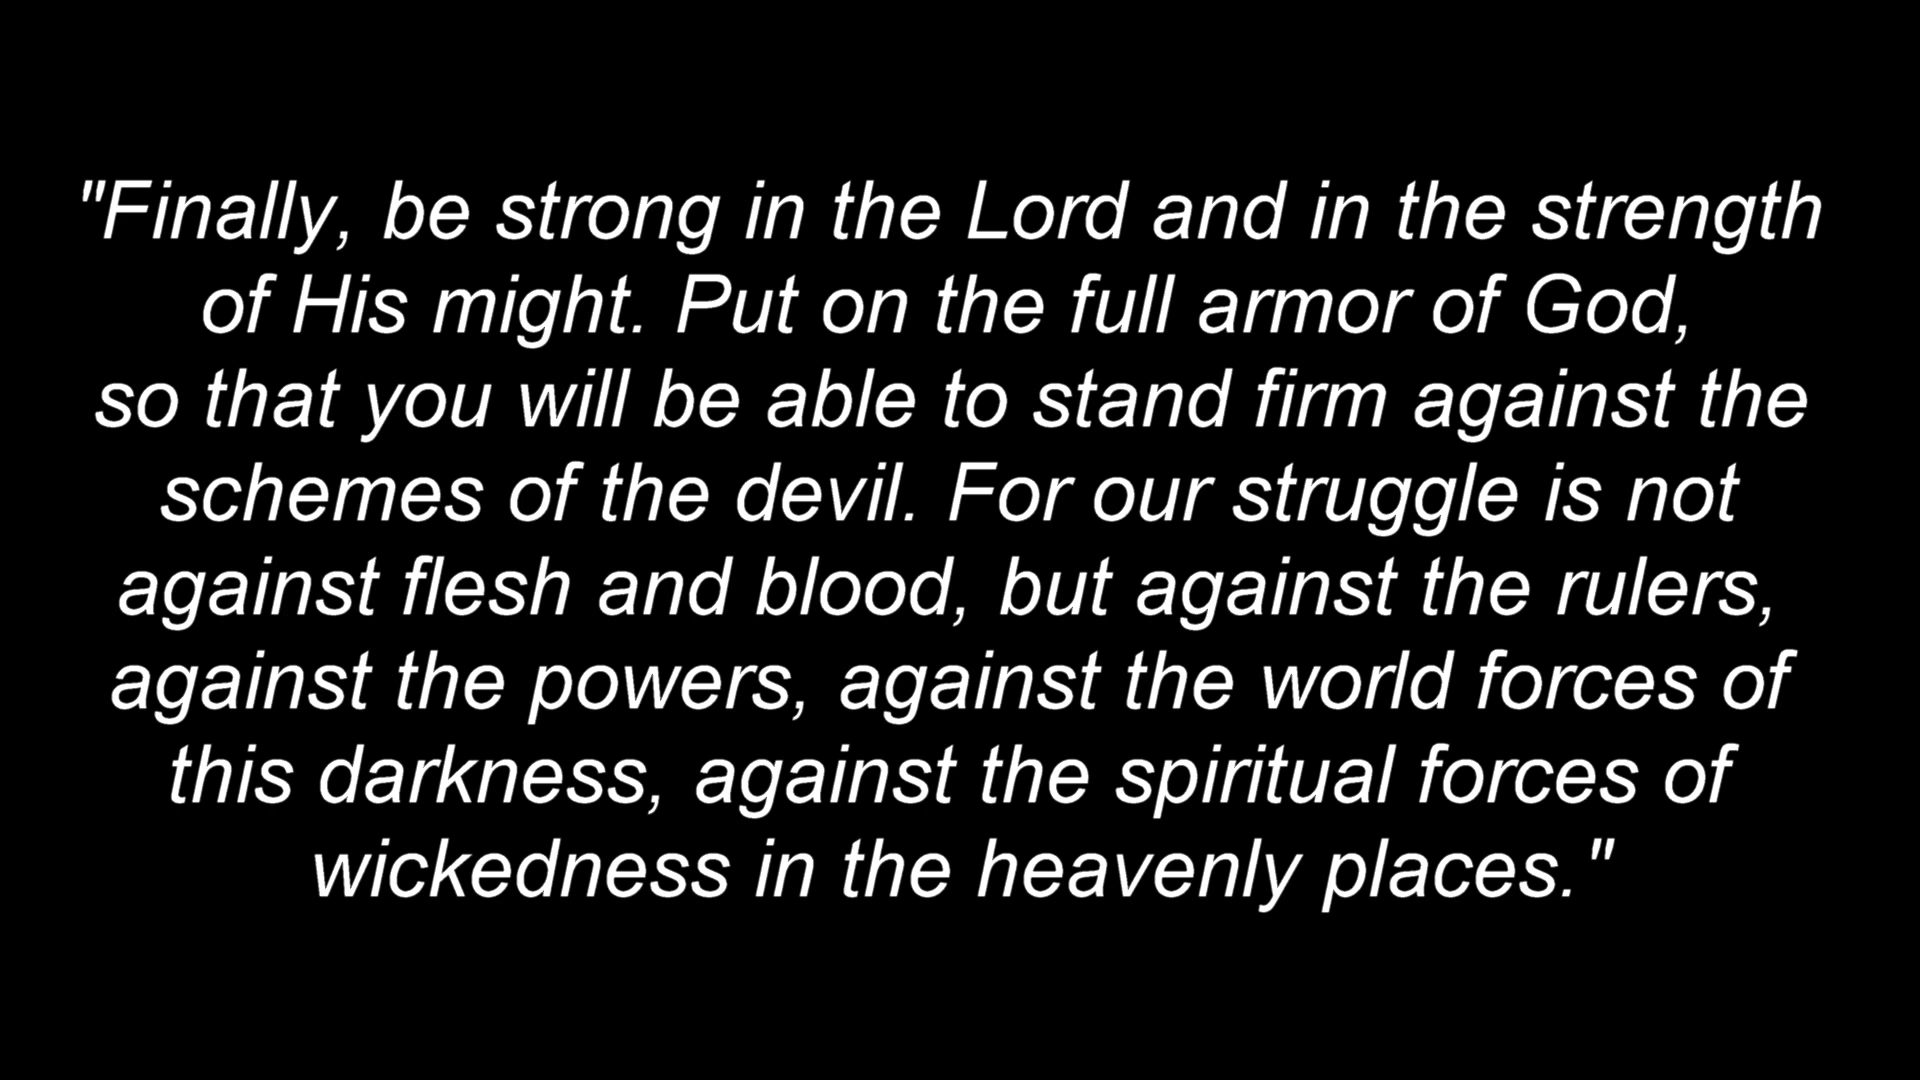 "Finally, be strong in the Lord and in the strength
of His might. Put on the full armor of God,
so that you will be able to stand firm against the
schemes of the devil. For our struggle is not
against flesh and blood, but against the rulers,
against the powers, against the world forces of
this darkness, against the spiritual forces of
wickedness in the heavenly places."